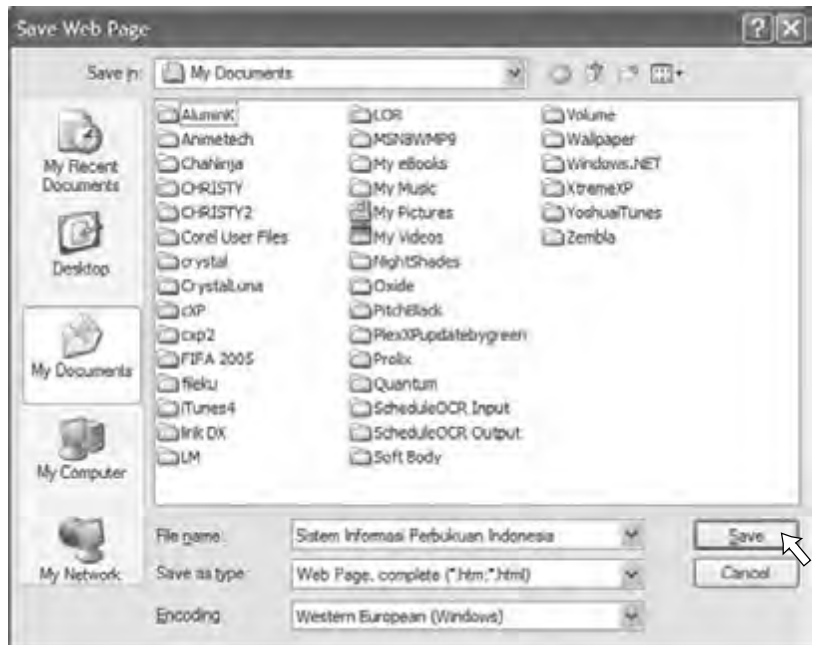 Save Web Page
Save in: My Documents
My Recent
Documents
Desktop
My Documents
My Computer
My Network
AluminK
Animetech
ChaNinja
CHRISTY
CHRISTY2
Corel User Files
crystal
CrystalLuna
cXP
cxp2
FIFA 2005
fileku
iTunes4
lirik DX
LM
LOR
MSN8WMP9
My eBooks
My Music
My Pictures
My Videos
NightShades
Oxide
PitchBlack
PlexXPupdatebygreen
Prolix
Quantum
ScheduleOCR Input
ScheduleOCR Output
Soft Body
Volume
Wallpaper
Windows.NET
XtremeXP
YoshuaiTunes
Zembla
File name: Sistem Informasi Perbukuan Indonesia Save
Save as type: Web Page, complete (*.htm;*.html) Cancel
Encoding Western European (Windows)